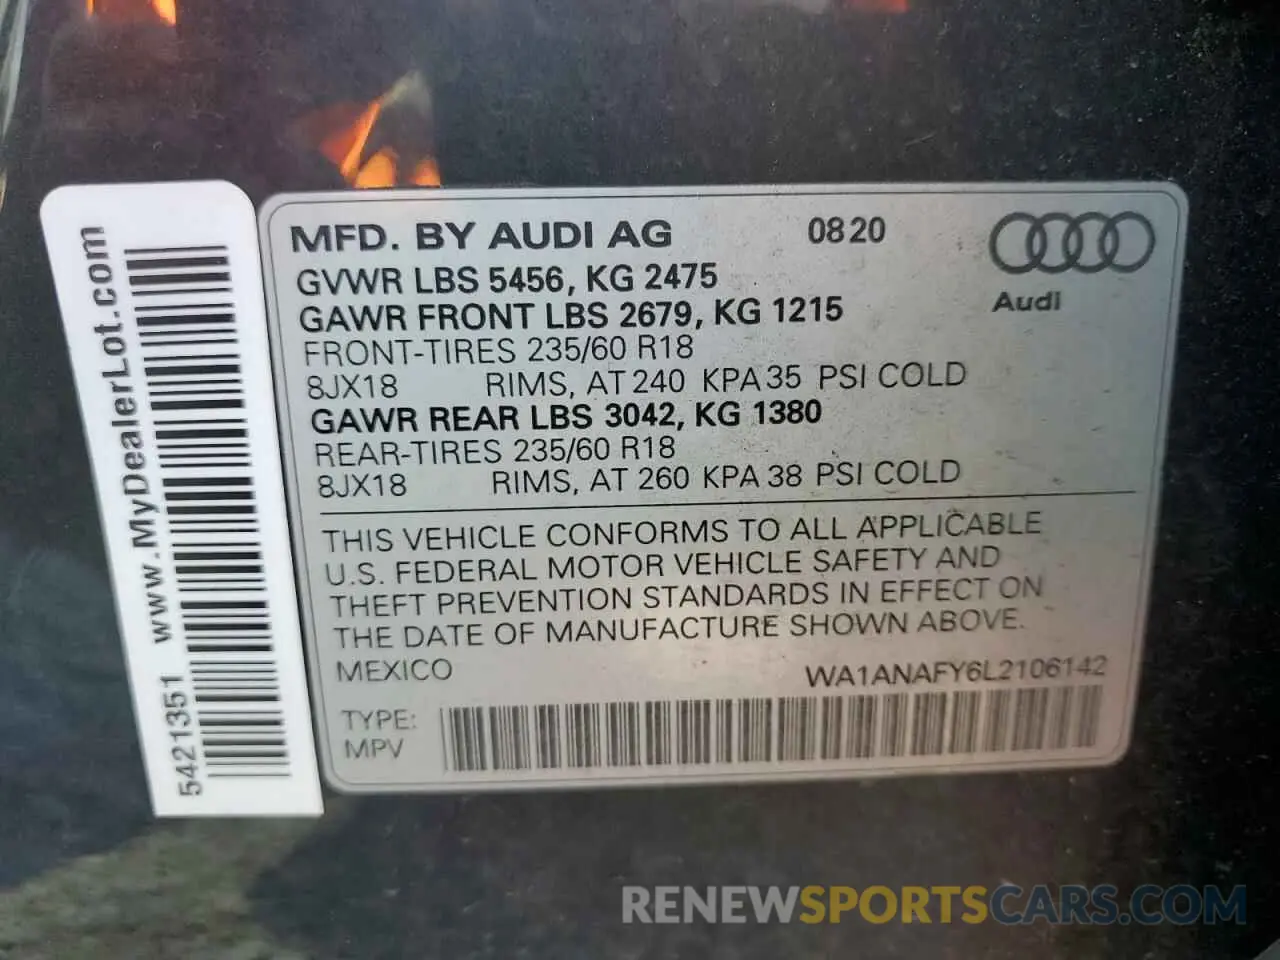 MFD. BY AUDI AG 0820
GVWR LBS 5456, KG 2475
GAWR FRONT LBS 2679, KG 1215
Audi
FRONT-TIRES 235/60 R18
8JX18 RIMS, AT 240 KPA 35 PSI COLD
GAWR REAR LBS 3042, KG 1380
REAR-TIRES 235/60 R18
8JX18 RIMS, AT 260 KPA 38 PSI COLD
THIS VEHICLE CONFORMS TO ALL APPLICABLE
U.S. FEDERAL MOTOR VEHICLE SAFETY AND
THEFT PREVENTION STANDARDS IN EFFECT ON
THE DATE OF MANUFACTURE SHOWN ABOVE.
MEXICO WA1ANAFY6L2106142
TYPE:
MPV
5421351 www.MyDealerLot.com
RENEWSPORTSCARS.COM